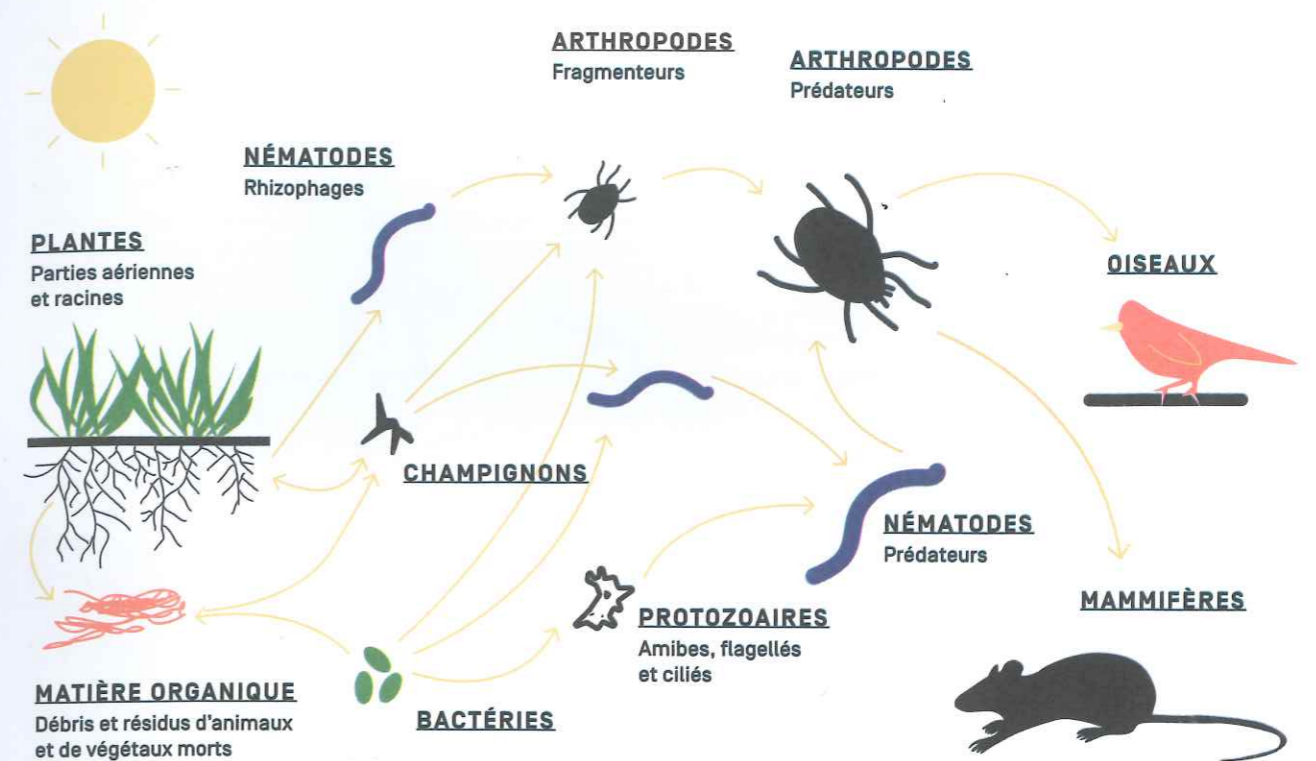 ARTHROPODES
Fragmenteurs
ARTHROPODES
Prédateurs
NÉMATODES
Rhizophages
PLANTES
Parties aériennes
et racines
OISEAUX
CHAMPIGNONS
NÉMATODES
Prédateurs
MAMMIFÈRES
PROTOZOAIRES
Amibes, flagellés
et ciliés
MATIÈRE ORGANIQUE
Débris et résidus d'animaux
et de végétaux morts
BACTÉRIES